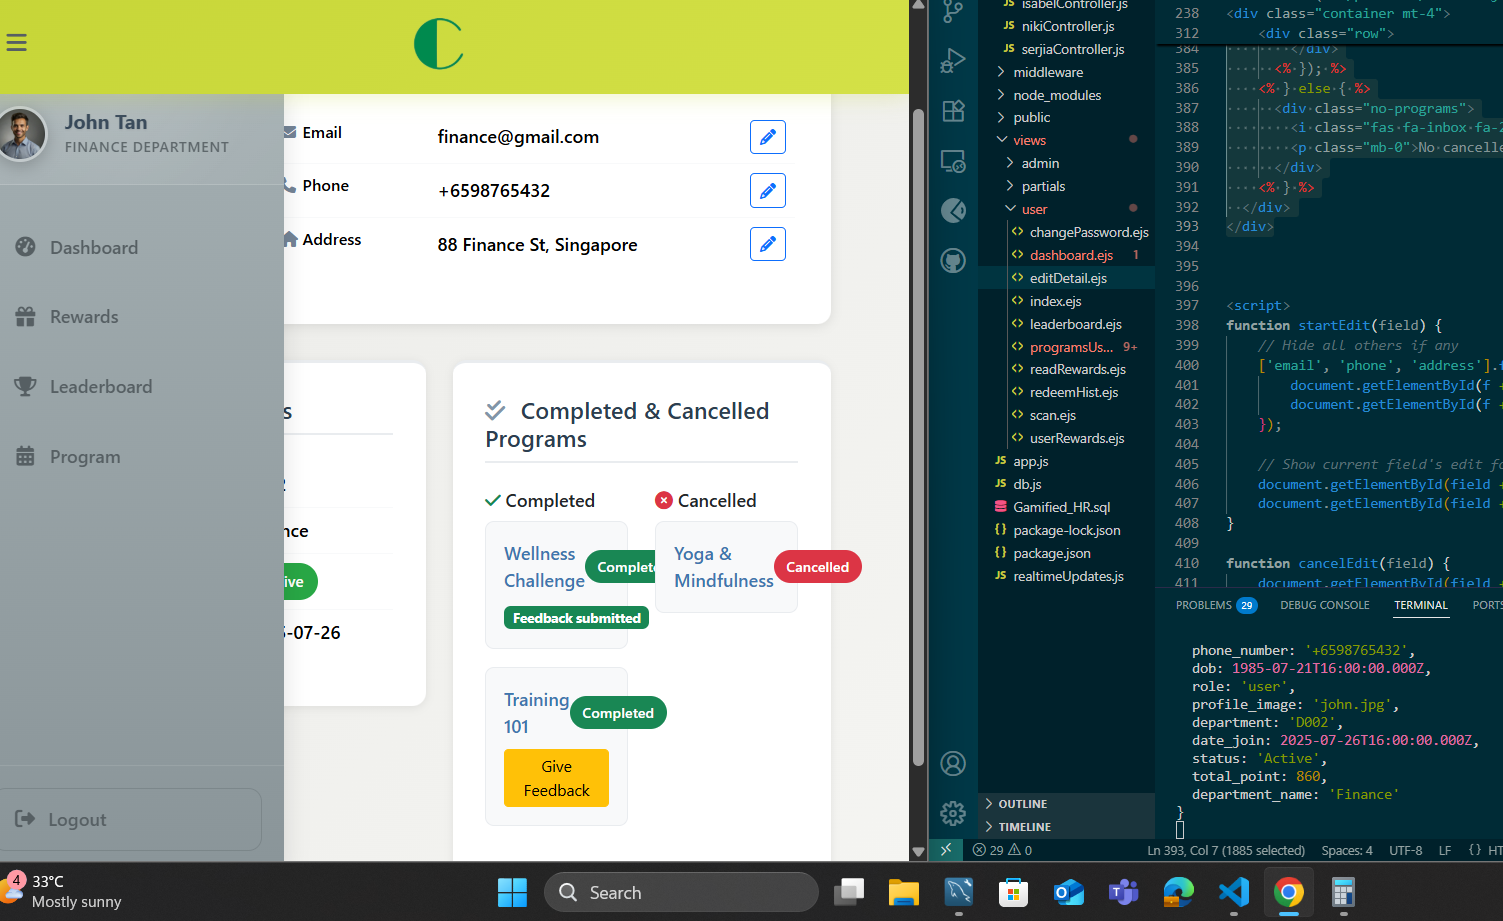 John Tan
FINANCE DEPARTMENT
Dashboard
Rewards
Leaderboard
Program
Logout
Email
finance@gmail.com
Phone
+6598765432
Address
88 Finance St, Singapore
s
nce
ive
-07-26
Completed & Cancelled
Programs
Completed
Cancelled
Wellness
Challenge
Complete
Feedback submitted
Yoga &
Mindfulness
Cancelled
Training
101
Completed
Give
Feedback
isabelController.js
JS nikiController.js
JS serjiaController.js
middleware
node_modules
public
views
admin
partials
user
changePassword.ejs
dashboard.ejs 1
editDetail.ejs
index.ejs
leaderboard.ejs
programsUs... 9+
readRewards.ejs
redeemHist.ejs
scan.ejs
userRewards.ejs
JS app.js
JS db.js
Gamified_HR.sql
{} package-lock.json
{} package.json
JS realtimeUpdates.js
OUTLINE
TIMELINE
238 <div class="container mt-4">
312 <div class="row">
384 </div>
385 <% }); %>
386 <% } else { %>
387 <div class="no-programs">
388 <i class="fas fa-inbox fa-2
389 <p class="mb-0">No cancelle
390 </div>
391 <% } %>
392 </div>
393 </div>
394
395
396
397 <script>
398 function startEdit(field) {
399 // Hide all others if any
400 ['email', 'phone', 'address'].f
401 document.getElementById(f +
402 document.getElementById(f +
403 });
404
405 // Show current field's edit fo
406 document.getElementById(field +
407 document.getElementById(field +
408 }
409
410 function cancelEdit(field) {
411 document.getElementById(field +
PROBLEMS 29 DEBUG CONSOLE TERMINAL PORTS
phone_number: '+6598765432',
dob: 1985-07-21T16:00:00.000Z,
role: 'user',
profile_image: 'john.jpg',
department: 'D002',
date_join: 2025-07-26T16:00:00.000Z,
status: 'Active',
total_point: 860,
department_name: 'Finance'
}
29 0
Ln 393, Col 7 (1885 selected) Spaces: 4 UTF-8 LF {} HT
4
33°C
Mostly sunny
Search